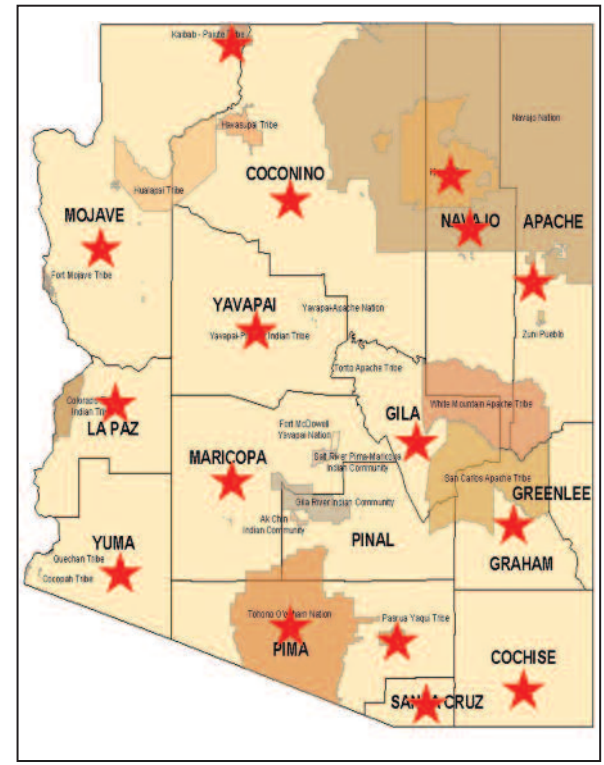 Kaibab - Paiute Tribe
Navajo Nation
Havasupai Tribe
COCONINO
Hualapai Tribe
MOJAVE
NAVAJO
APACHE
Fort Mojave Tribe
YAVAPAI
Yavapai-Apache Nation
Indian Tribe
Zuni Pueblo
Tonto Apache Tribe
Colorado
Indian
LA PAZ
White Mountain Apache Tribe
GILA
Fort McDowell
Yavapai Nation
MARICOPA
Salt River Pima-Maricopa
Indian Community
San Carlos Apache Tribe
GREENLEE
Gila River Indian Community
Ak Chin
Indian Community
YUMA
PINAL
Quechan Tribe
GRAHAM
Cocopah Tribe
Tohono O'odham Nation
Pascua Yaqui Tribe
PIMA
COCHISE
SANTA CRUZ